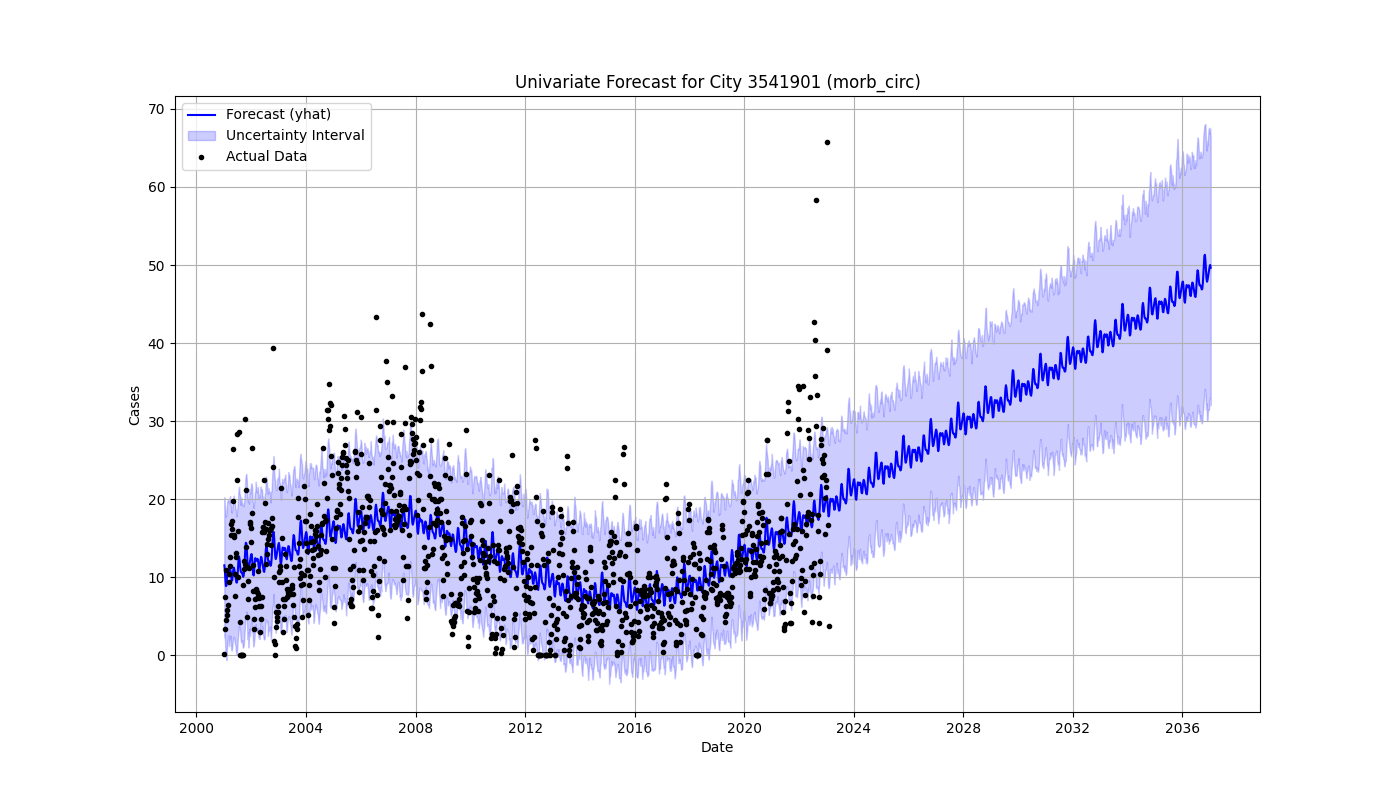 Univariate Forecast for City 3541901 (morb_circ)
Forecast (yhat)
Uncertainty Interval
Actual Data
70
60
50
40
30
20
10
0
Cases
2000 2004 2008 2012 2016 2020 2024 2028 2032 2036
Date